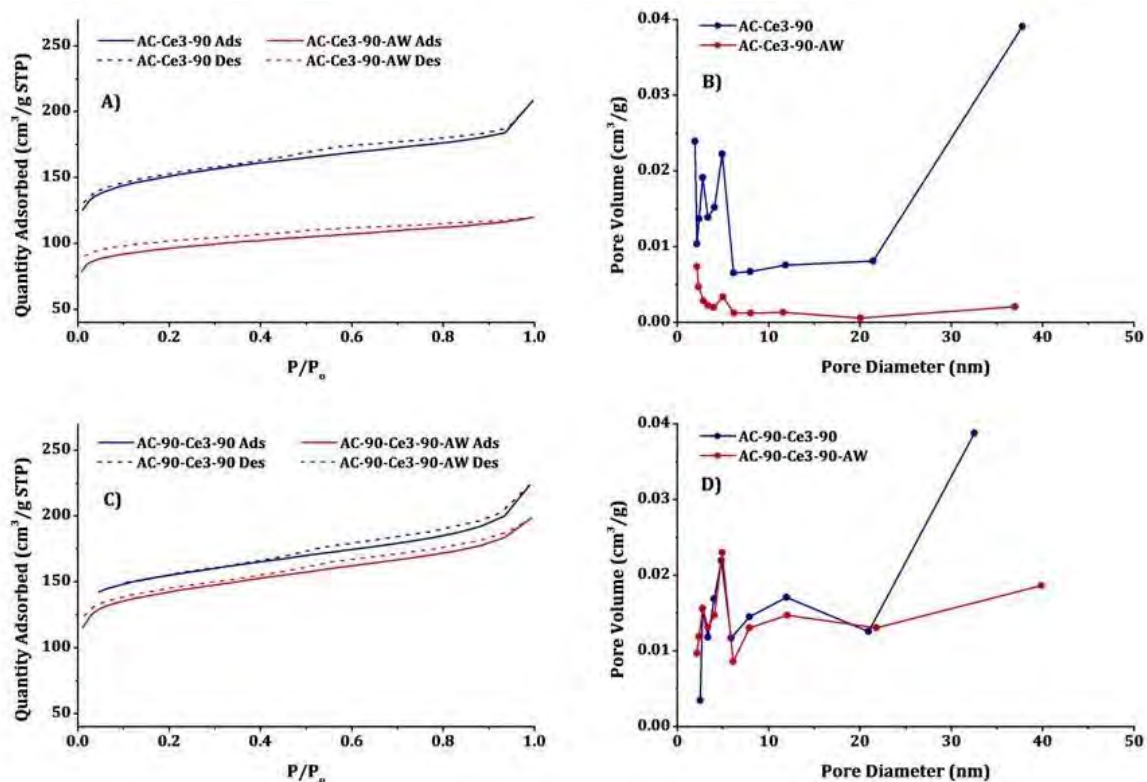 AC-Ce3-90 Ads
AC-Ce3-90-AW Ads
AC-Ce3-90 Des
AC-Ce3-90-AW Des
A)
Quantity Adsorbed (cm³/g STP)
250
200
150
100
50
0.0 0.2 0.4 0.6 0.8 1.0
P/Pₒ
AC-Ce3-90
AC-Ce3-90-AW
B)
Pore Volume (cm³/g)
0.04
0.03
0.02
0.01
0.00
0 10 20 30 40 50
Pore Diameter (nm)
AC-90-Ce3-90 Ads
AC-90-Ce3-90-AW Ads
AC-90-Ce3-90 Des
AC-90-Ce3-90-AW Des
C)
Quantity Adsorbed (cm³/g STP)
250
200
150
100
50
0.0 0.2 0.4 0.6 0.8 1.0
P/Pₒ
AC-90-Ce3-90
AC-90-Ce3-90-AW
D)
Pore Volume (cm³/g)
0.04
0.03
0.02
0.01
0.00
0 10 20 30 40 50
Pore Diameter (nm)